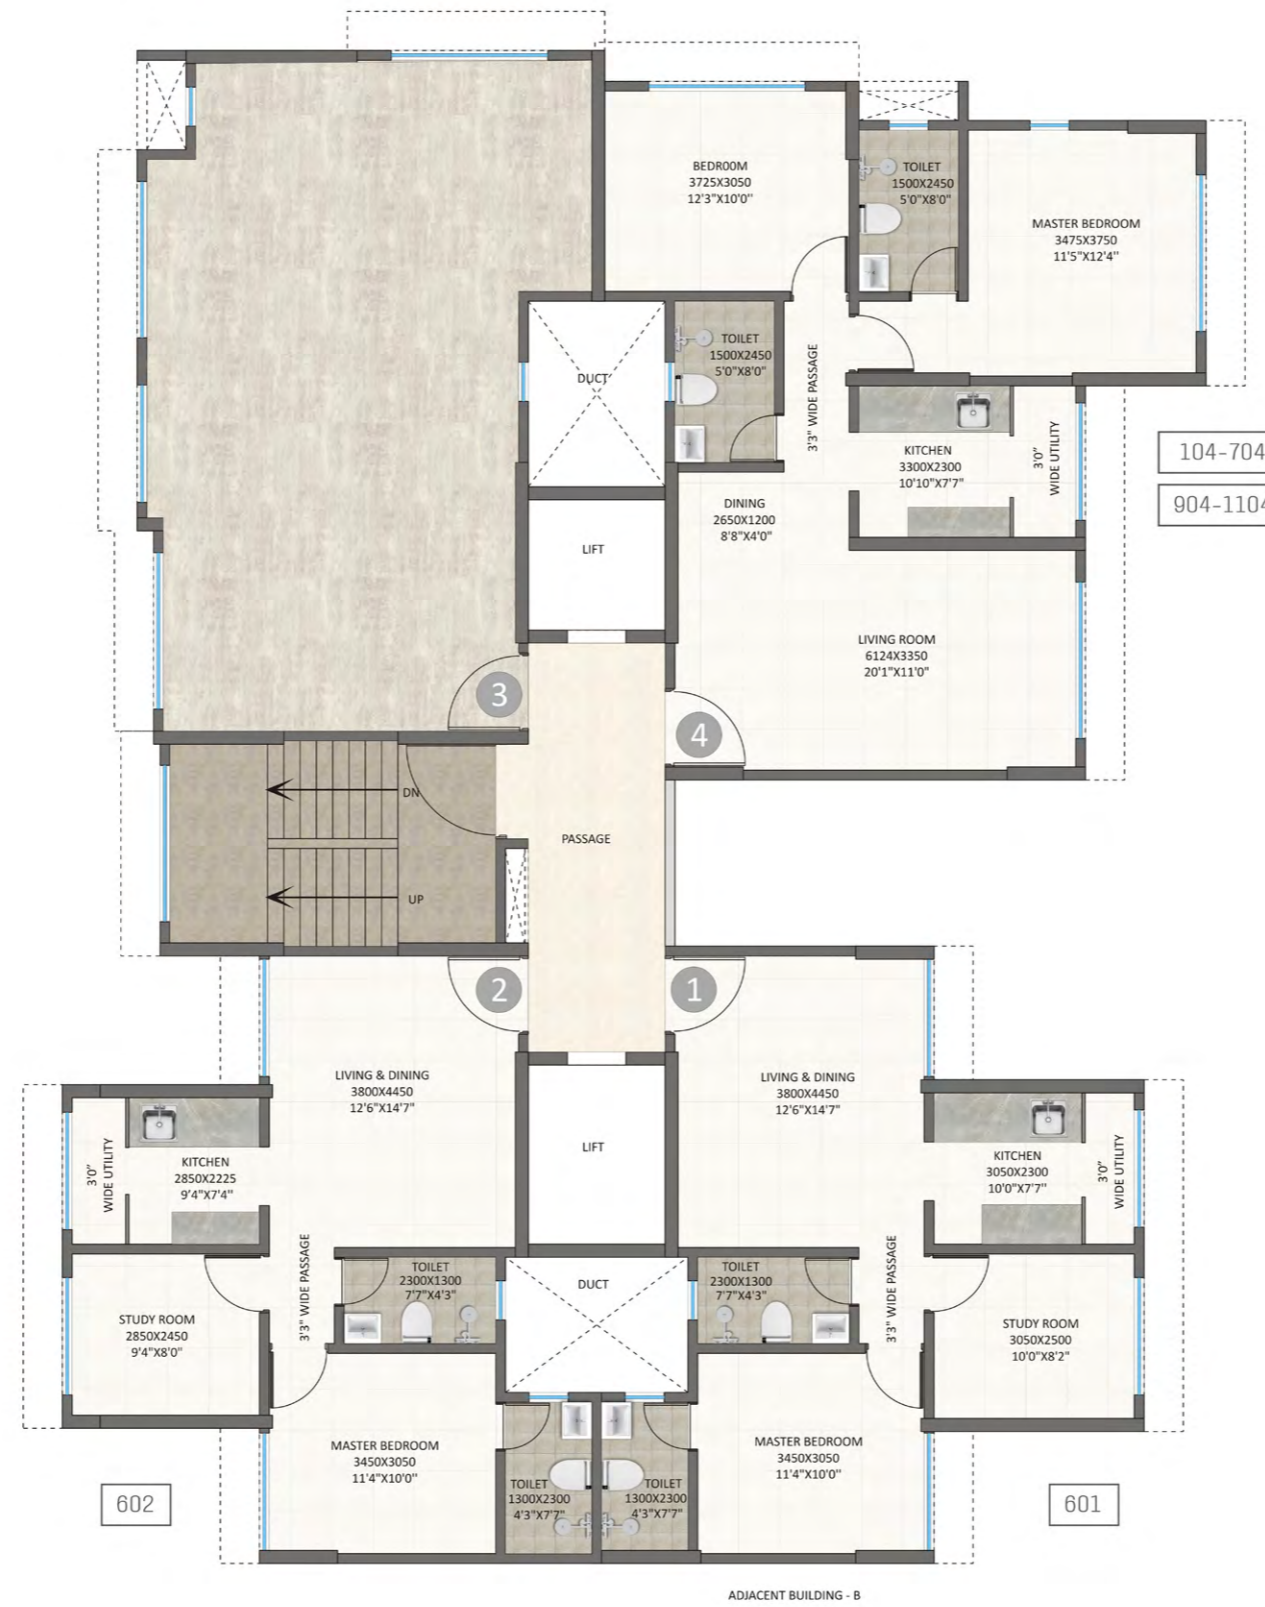 BEDROOM
3725X3050
12'3"X10'0"
TOILET
1500X2450
5'0"X8'0"
MASTER BEDROOM
3475X3750
11'5"X12'4"
TOILET
1500X2450
5'0"X8'0"
DUCT
3'3" WIDE PASSAGE
KITCHEN
3300X2300
10'10"X7'7"
3'0"
WIDE UTILITY
104-704
904-1104
DINING
2650X1200
8'8"X4'0"
LIFT
LIVING ROOM
6124X3350
20'1"X11'0"
3
4
DN
PASSAGE
UP
2
1
LIVING & DINING
3800X4450
12'6"X14'7"
LIVING & DINING
3800X4450
12'6"X14'7"
LIFT
3'0"
WIDE UTILITY
KITCHEN
2850X2225
9'4"X7'4"
KITCHEN
3050X2300
10'0"X7'7"
3'0"
WIDE UTILITY
3'3" WIDE PASSAGE
TOILET
2300X1300
7'7"X4'3"
DUCT
TOILET
2300X1300
7'7"X4'3"
3'3" WIDE PASSAGE
STUDY ROOM
2850X2450
9'4"X8'0"
STUDY ROOM
3050X2500
10'0"X8'2"
MASTER BEDROOM
3450X3050
11'4"X10'0"
TOILET
1300X2300
4'3"X7'7"
TOILET
1300X2300
4'3"X7'7"
MASTER BEDROOM
3450X3050
11'4"X10'0"
602
601
ADJACENT BUILDING - B